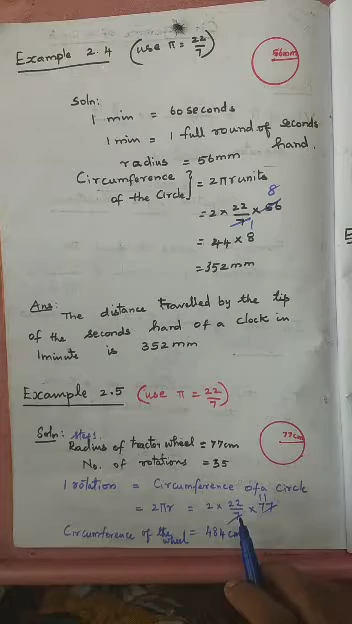 Example 2.4 (use π = 22/7)
56mm
Soln:
1 min = 60 seconds
1 min = 1 full round of seconds hand.
radius = 56mm
Circumference of the Circle } = 2πr units
= 2 × 22/7 × 56
8
1
= 44 × 8
= 352 mm
Ans: The distance travelled by the tip
of the seconds hand of a clock in
1minute is 352 mm
Example 2.5 (use π = 22/7)
Soln: steps,
77cm
Radius of tractor wheel = 77cm
No. of rotations = 35
1 rotation = Circumference of a circle
= 2πr = 2 × 22/7 × 77
11
Circumference of the wheel = 484 cm